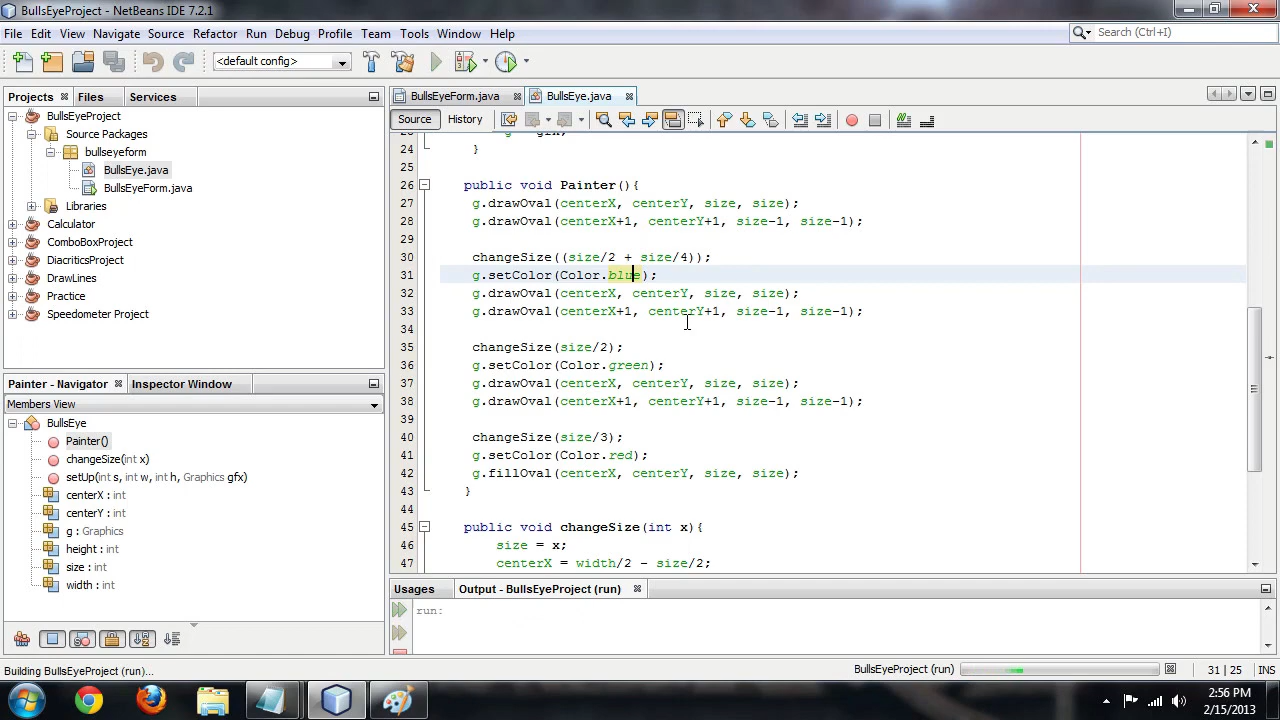 BullsEyeProject - NetBeans IDE 7.2.1
File Edit View Navigate Source Refactor Run Debug Profile Team Tools Window Help
Search (Ctrl+I)
<default config>
Projects Files Services
BullsEyeProject
Source Packages
bullseyeform
BullsEye.java
BullsEyeForm.java
Libraries
Calculator
ComboBoxProject
DiacriticsProject
DrawLines
Practice
Speedometer Project
Painter - Navigator Inspector Window
Members View
BullsEye
Painter()
changeSize(int x)
setUp(int s, int w, int h, Graphics gfx)
centerX : int
centerY : int
g : Graphics
height : int
size : int
width : int
BullsEyeForm.java BullsEye.java
Source History
24 }
25
26 public void Painter(){
27 g.drawOval(centerX, centerY, size, size);
28 g.drawOval(centerX+1, centerY+1, size-1, size-1);
29
30 changeSize((size/2 + size/4));
31 g.setColor(Color.blue);
32 g.drawOval(centerX, centerY, size, size);
33 g.drawOval(centerX+1, centerY+1, size-1, size-1);
34
35 changeSize(size/2);
36 g.setColor(Color.green);
37 g.drawOval(centerX, centerY, size, size);
38 g.drawOval(centerX+1, centerY+1, size-1, size-1);
39
40 changeSize(size/3);
41 g.setColor(Color.red);
42 g.fillOval(centerX, centerY, size, size);
43 }
44
45 public void changeSize(int x){
46 size = x;
47 centerX = width/2 - size/2;
Usages Output - BullsEyeProject (run)
run:
Building BullsEyeProject (run)...
BullsEyeProject (run)
31 | 25 INS
2:56 PM
2/15/2013